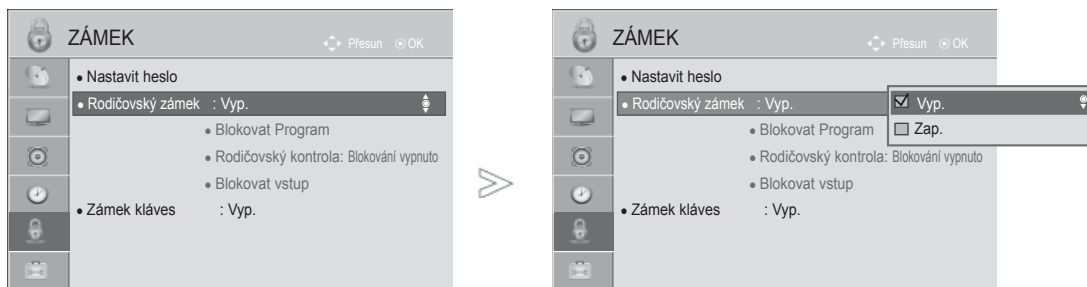 ZÁMEK
Přesun OK
• Nastavit heslo
• Rodičovský zámek : Vyp.
• Blokovat Program
• Rodičovský kontrola: Blokování vypnuto
• Blokovat vstup
• Zámek kláves : Vyp.
ZÁMEK
Přesun OK
• Nastavit heslo
• Rodičovský zámek : Vyp.
Vyp.
Zap.
• Blokovat Program
• Rodičovský kontrola: Blokování vypnuto
• Blokovat vstup
• Zámek kláves : Vyp.